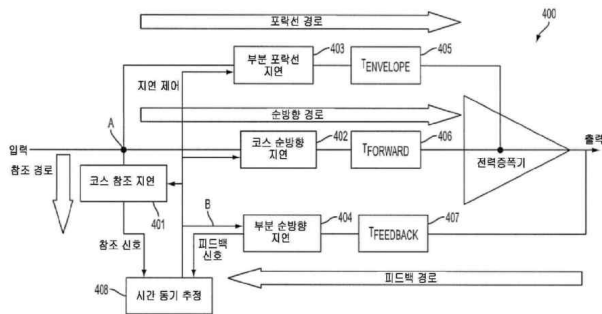 포락선 경로
400
403
405
부분 포락선
지연
TENVELOPE
지연 제어
순방향 경로
A
입력
참조 경로
코스 순방향
지연
402
TFORWARD
406
전력증폭기
출력
코스 참조 지연
401
B
부분 순방향
지연
404
TFEEDBACK
407
참조 신호
피드백
신호
408
시간 동기 추정
피드백 경로